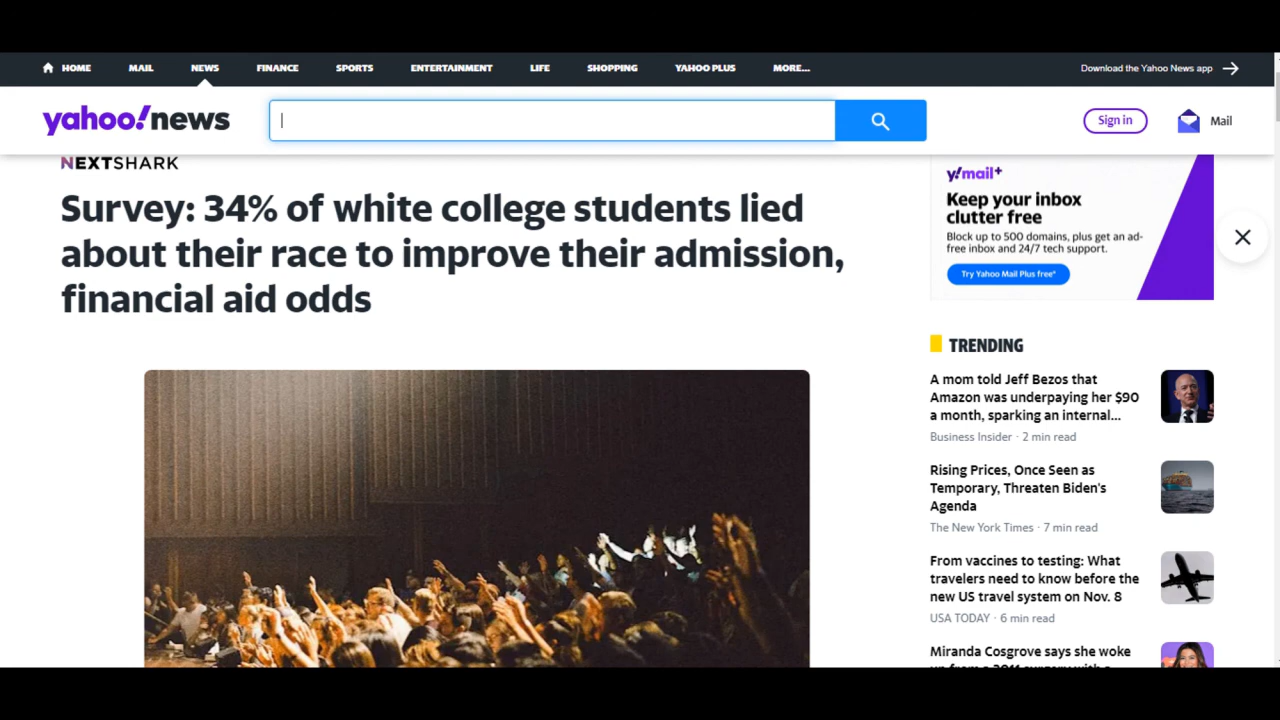 HOME MAIL NEWS FINANCE SPORTS ENTERTAINMENT LIFE SHOPPING YAHOO PLUS MORE... Download the Yahoo News app
yahoo!news
Sign in
Mail
NEXTSHARK
Survey: 34% of white college students lied
about their race to improve their admission,
financial aid odds
y!mail+
Keep your inbox
clutter free
Block up to 500 domains, plus get an ad-
free inbox and 24/7 tech support.
Try Yahoo Mail Plus free*
TRENDING
A mom told Jeff Bezos that
Amazon was underpaying her $90
a month, sparking an internal...
Business Insider · 2 min read
Rising Prices, Once Seen as
Temporary, Threaten Biden's
Agenda
The New York Times · 7 min read
From vaccines to testing: What
travelers need to know before the
new US travel system on Nov. 8
USA TODAY · 6 min read
Miranda Cosgrove says she woke
up from a 2011 surgery with a